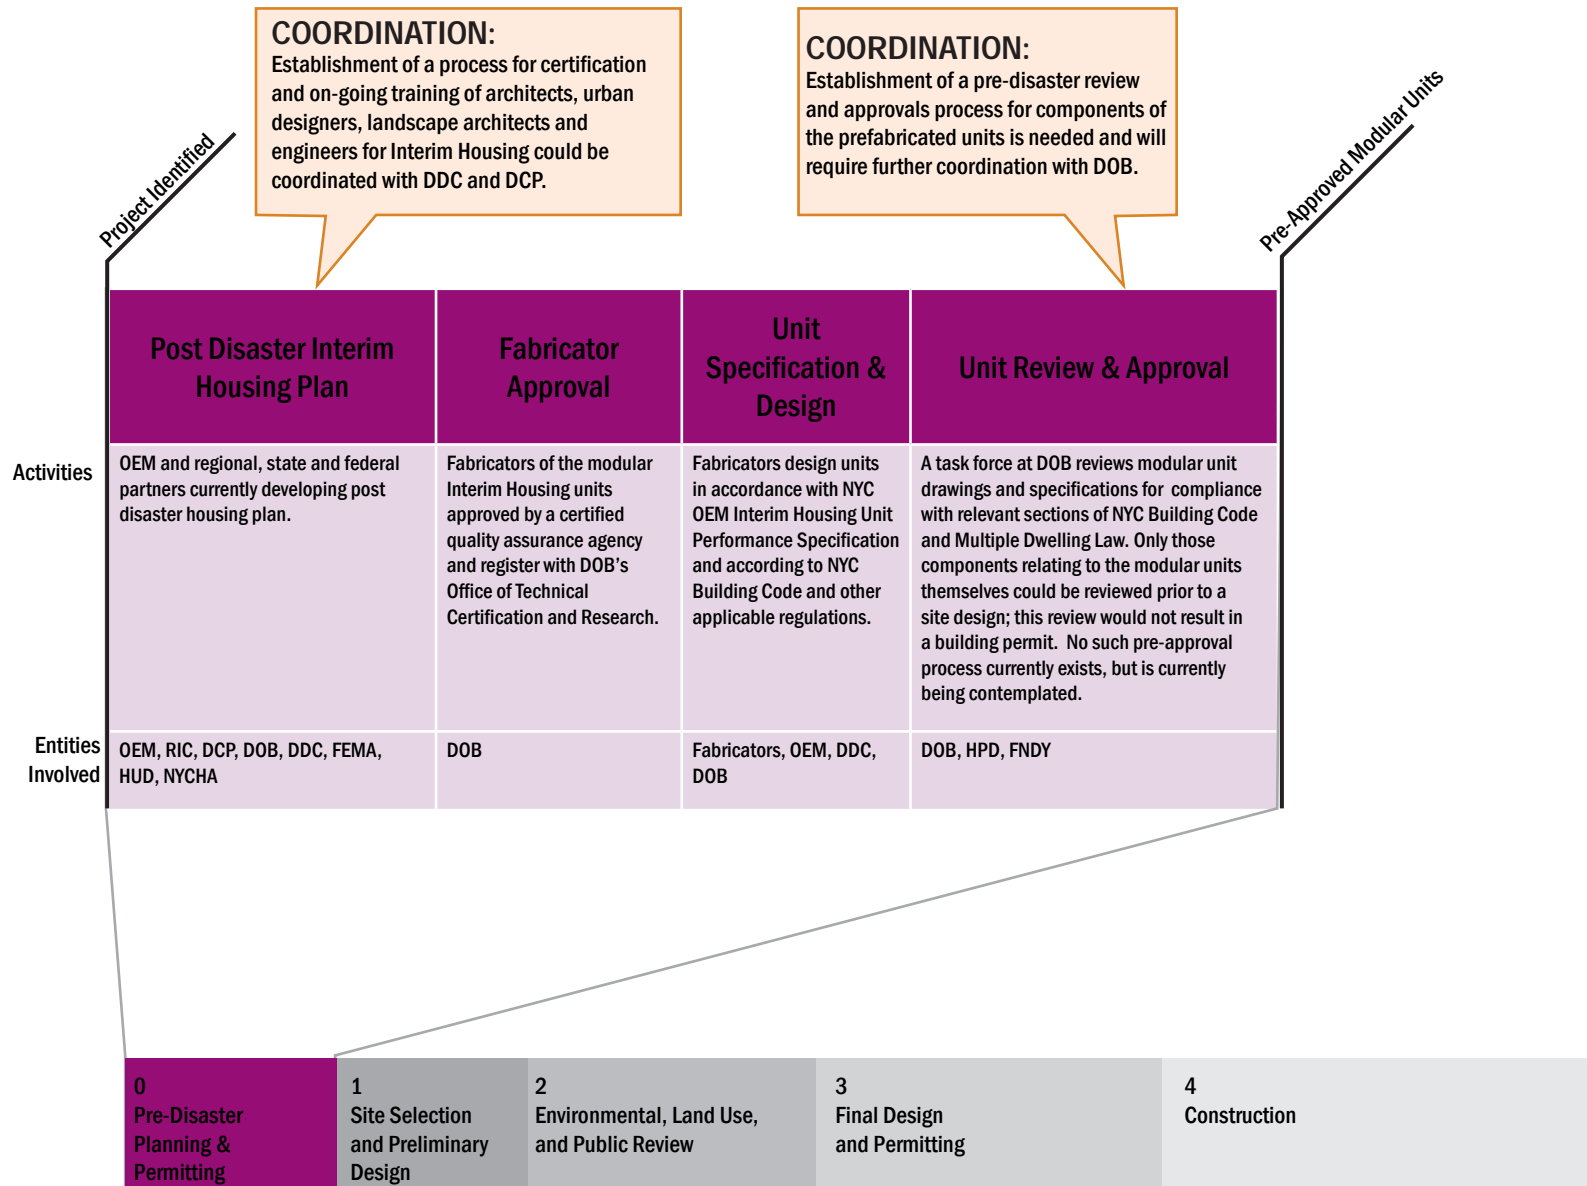 COORDINATION:
Establishment of a process for certification
and on-going training of architects, urban
designers, landscape architects and
engineers for Interim Housing could be
coordinated with DDC and DCP.
COORDINATION:
Establishment of a pre-disaster review
and approvals process for components of
the prefabricated units is needed and will
require further coordination with DOB.
Project Identified
Pre-Approved Modular Units
Post Disaster Interim
Housing Plan
Fabricator
Approval
Unit
Specification &
Design
Unit Review & Approval
Activities
OEM and regional, state and federal
partners currently developing post
disaster housing plan.
Fabricators of the modular
Interim Housing units
approved by a certified
quality assurance agency
and register with DOB's
Office of Technical
Certification and Research.
Fabricators design units
in accordance with NYC
OEM Interim Housing Unit
Performance Specification
and according to NYC
Building Code and other
applicable regulations.
A task force at DOB reviews modular unit
drawings and specifications for compliance
with relevant sections of NYC Building Code
and Multiple Dwelling Law. Only those
components relating to the modular units
themselves could be reviewed prior to a
site design; this review would not result in
a building permit. No such pre-approval
process currently exists, but is currently
being contemplated.
Entities
Involved
OEM, RIC, DCP, DOB, DDC, FEMA,
HUD, NYCHA
DOB
Fabricators, OEM, DDC,
DOB
DOB, HPD, FNDY
0
Pre-Disaster
Planning &
Permitting
1
Site Selection
and Preliminary
Design
2
Environmental, Land Use,
and Public Review
3
Final Design
and Permitting
4
Construction